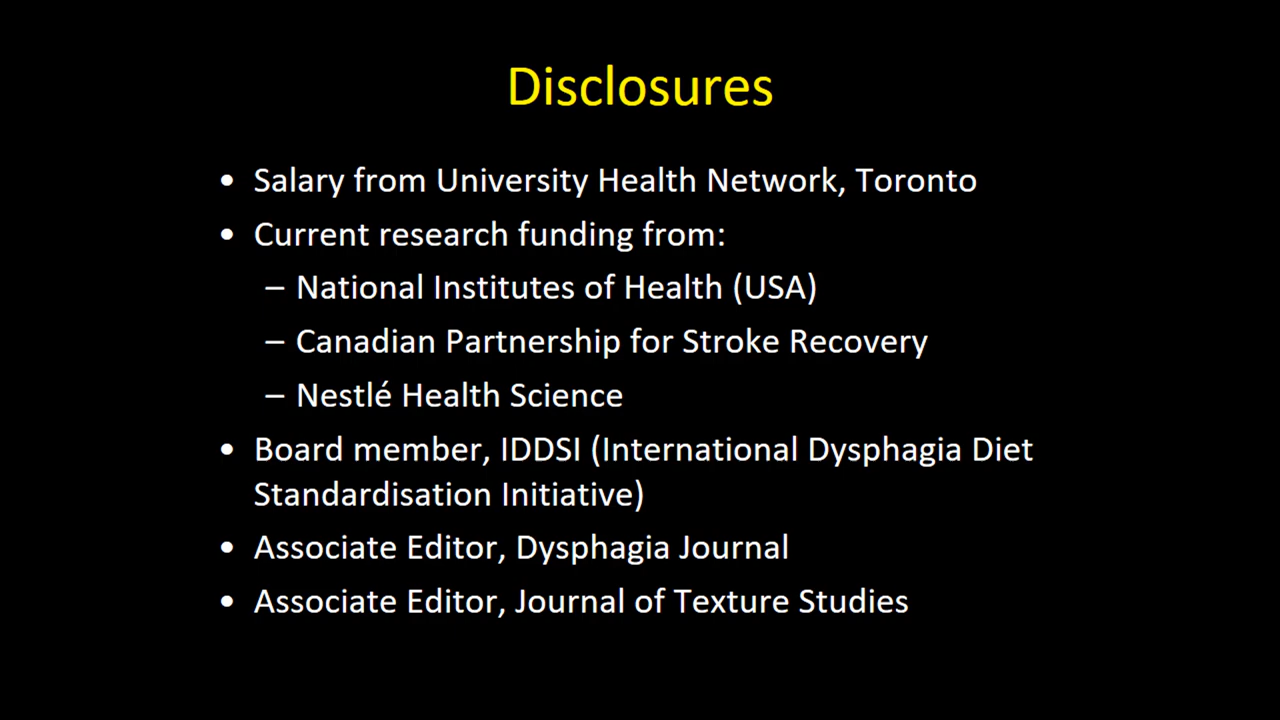 Disclosures
• Salary from University Health Network, Toronto
• Current research funding from:
– National Institutes of Health (USA)
– Canadian Partnership for Stroke Recovery
– Nestlé Health Science
• Board member, IDDSI (International Dysphagia Diet
Standardisation Initiative)
• Associate Editor, Dysphagia Journal
• Associate Editor, Journal of Texture Studies